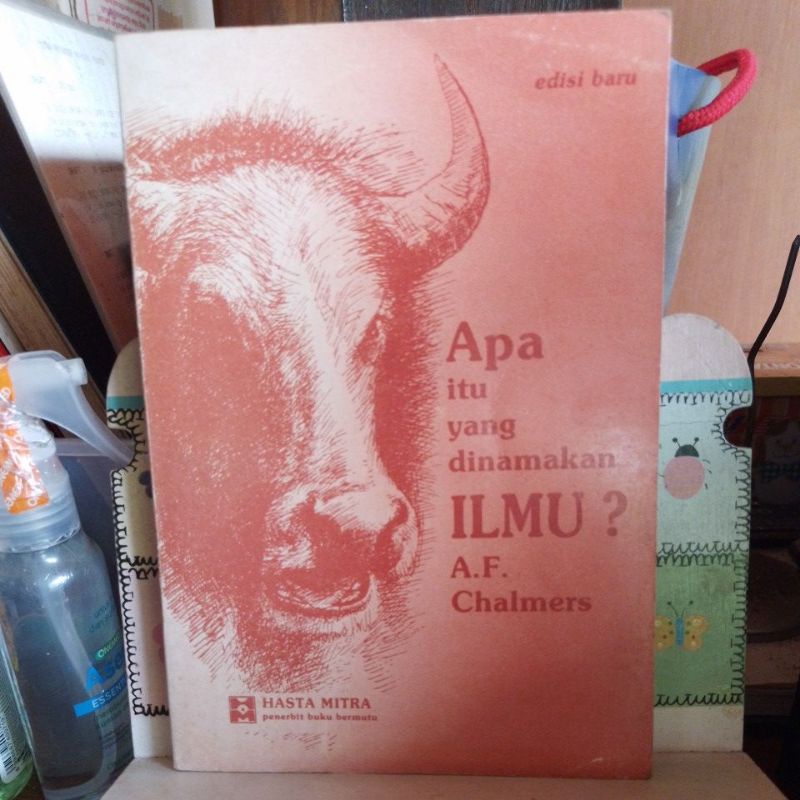 edisi baru
Apa
itu
yang
dinamakan
ILMU ?
A.F.
Chalmers
HASTA MITRA
penerbit buku bermutu